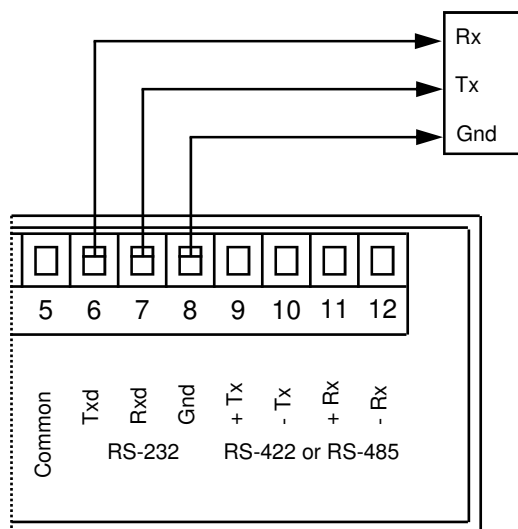 Rx
Tx
Gnd
5 6 7 8 9 10 11 12
Common
Txd
Rxd
Gnd
+ Tx
- Tx
+ Rx
- Rx
RS-232
RS-422 or RS-485